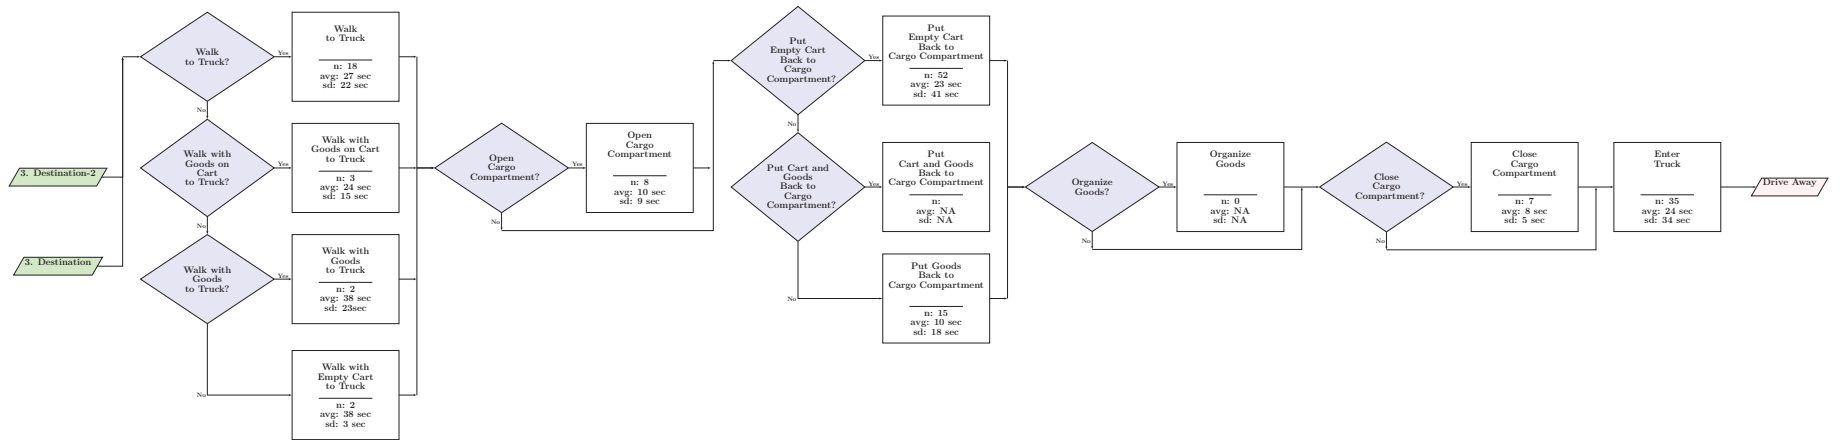 3. Destination-2
3. Destination
Walk
to Truck?
Yes
No
Walk
to Truck
n: 18
avg: 27 sec
sd: 22 sec
Walk with
Goods on
Cart
to Truck?
Yes
No
Walk with
Goods on Cart
to Truck
n: 3
avg: 24 sec
sd: 15 sec
Walk with
Goods
to Truck?
Yes
No
Walk with
Goods
to Truck
n: 2
avg: 38 sec
sd: 23sec
Walk with
Empty Cart
to Truck
n: 2
avg: 38 sec
sd: 3 sec
Open
Cargo
Compartment?
Yes
No
Open
Cargo
Compartment
n: 8
avg: 10 sec
sd: 9 sec
Put
Empty Cart
Back to
Cargo
Compartment?
Yes
No
Put
Empty Cart
Back to
Cargo Compartment
n: 52
avg: 23 sec
sd: 41 sec
Put Cart and
Goods
Back to
Cargo
Compartment?
Yes
No
Put
Cart and Goods
Back to
Cargo Compartment
n:
avg: NA
sd: NA
Put Goods
Back to
Cargo Compartment
n: 15
avg: 10 sec
sd: 18 sec
Organize
Goods?
Yes
No
Organize
Goods
n: 0
avg: NA
sd: NA
Close
Cargo
Compartment?
Yes
No
Close
Cargo
Compartment
n: 7
avg: 8 sec
sd: 5 sec
Enter
Truck
n: 35
avg: 24 sec
sd: 34 sec
Drive Away